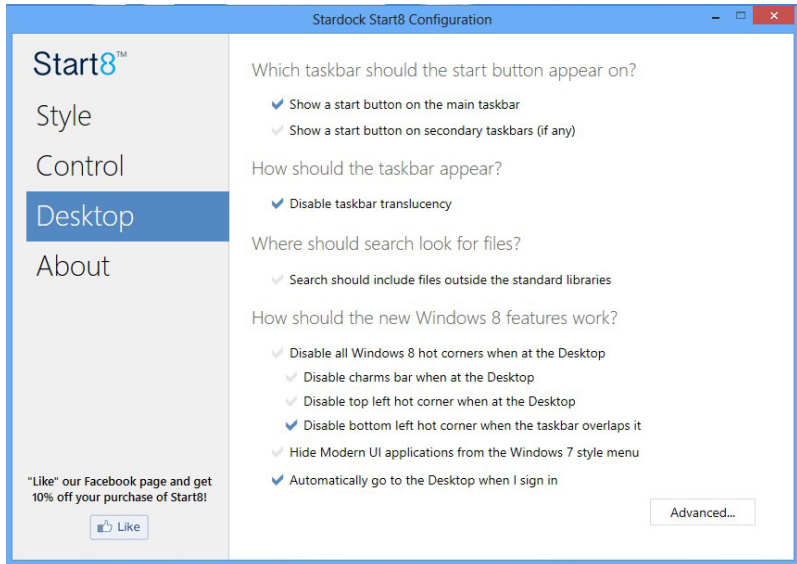 Stardock Start8 Configuration
Start8™
Style
Control
Desktop
About
"Like" our Facebook page and get
10% off your purchase of Start8!
Like
Which taskbar should the start button appear on?
Show a start button on the main taskbar
Show a start button on secondary taskbars (if any)
How should the taskbar appear?
Disable taskbar translucency
Where should search look for files?
Search should include files outside the standard libraries
How should the new Windows 8 features work?
Disable all Windows 8 hot corners when at the Desktop
Disable charms bar when at the Desktop
Disable top left hot corner when at the Desktop
Disable bottom left hot corner when the taskbar overlaps it
Hide Modern UI applications from the Windows 7 style menu
Automatically go to the Desktop when I sign in
Advanced...